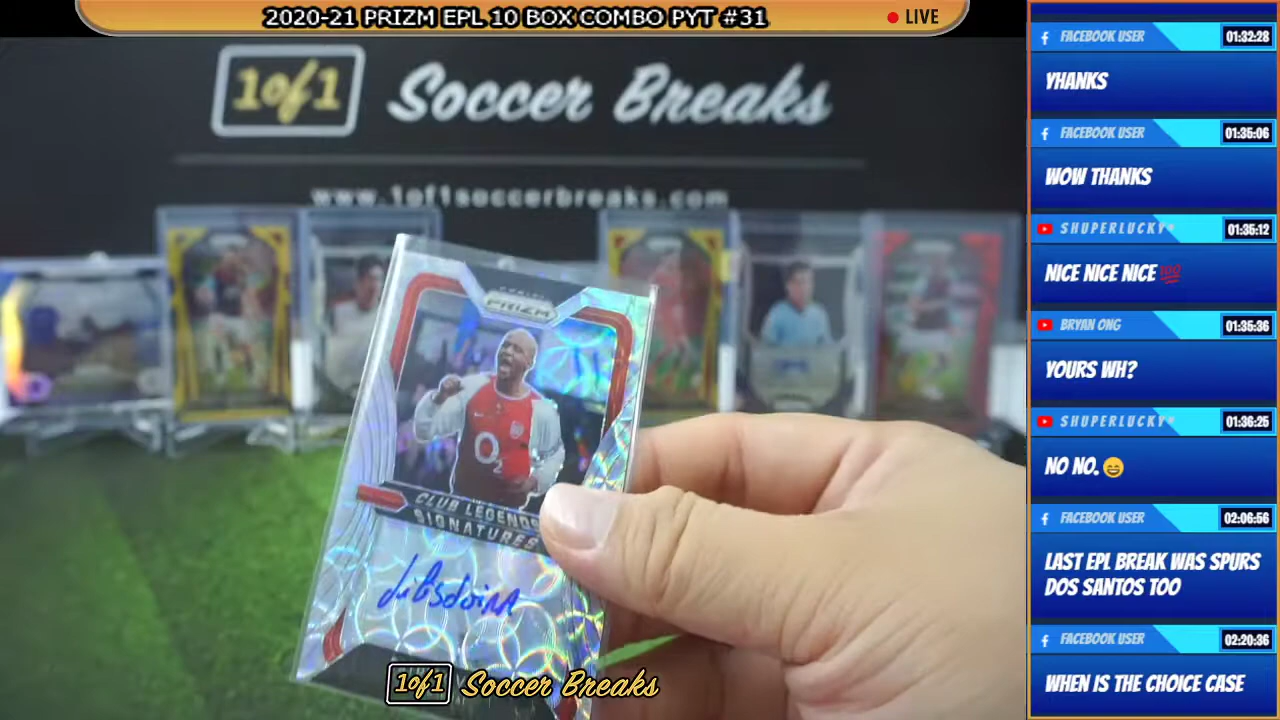 2020-21 PRIZM EPL 10 BOX COMBO PYT #31
LIVE
1of1 Soccer Breaks
www.1of1soccerbreaks.com
PANINI
PRIZM
O2
CLUB LEGENDS
SIGNATURES
1of1 Soccer Breaks
FACEBOOK USER 01:32:28
YHANKS
FACEBOOK USER 01:35:06
WOW THANKS
SHUPERLUCKY 01:35:12
NICE NICE NICE 💯
BRYAN ONG 01:35:36
YOURS WH?
SHUPERLUCKY 01:36:25
NO NO. 😄
FACEBOOK USER 02:06:56
LAST EPL BREAK WAS SPURS
DOS SANTOS TOO
FACEBOOK USER 02:20:36
WHEN IS THE CHOICE CASE